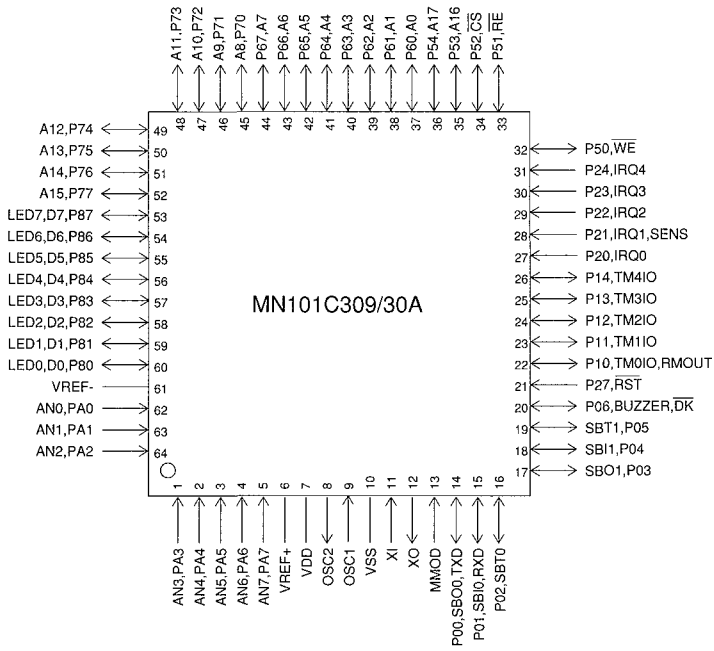 A11,P73
A10,P72
A9,P71
A8,P70
P67,A7
P66,A6
P65,A5
P64,A4
P63,A3
P62,A2
P61,A1
P60,A0
P54,A17
P53,A16
P52,CS
P51,RE
48 47 46 45 44 43 42 41 40 39 38 37 36 35 34 33
A12,P74 49
A13,P75 50
A14,P76 51
A15,P77 52
LED7,D7,P87 53
LED6,D6,P86 54
LED5,D5,P85 55
LED4,D4,P84 56
LED3,D3,P83 57
LED2,D2,P82 58
LED1,D1,P81 59
LED0,D0,P80 60
VREF- 61
AN0,PA0 62
AN1,PA1 63
AN2,PA2 64
MN101C309/30A
32 P50,WE
31 P24,IRQ4
30 P23,IRQ3
29 P22,IRQ2
28 P21,IRQ1,SENS
27 P20,IRQ0
26 P14,TM4IO
25 P13,TM3IO
24 P12,TM2IO
23 P11,TM1IO
22 P10,TM0IO,RMOUT
21 P27,RST
20 P06,BUZZER,DK
19 SBT1,P05
18 SBI1,P04
17 SBO1,P03
1 2 3 4 5 6 7 8 9 10 11 12 13 14 15 16
AN3,PA3
AN4,PA4
AN5,PA5
AN6,PA6
AN7,PA7
VREF+
VDD
OSC2
OSC1
VSS
XI
XO
MMOD
P00,SBO0,TXD
P01,SBI0,RXD
P02,SBT0